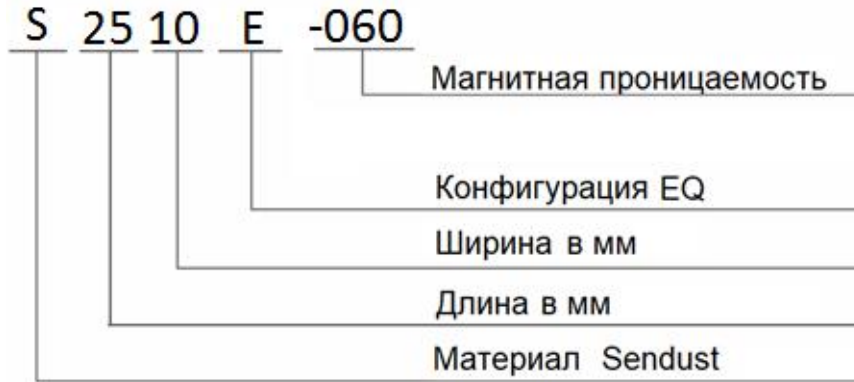 S 25 10 E -060
Магнитная проницаемость
Конфигурация EQ
Ширина в мм
Длина в мм
Материал Sendust